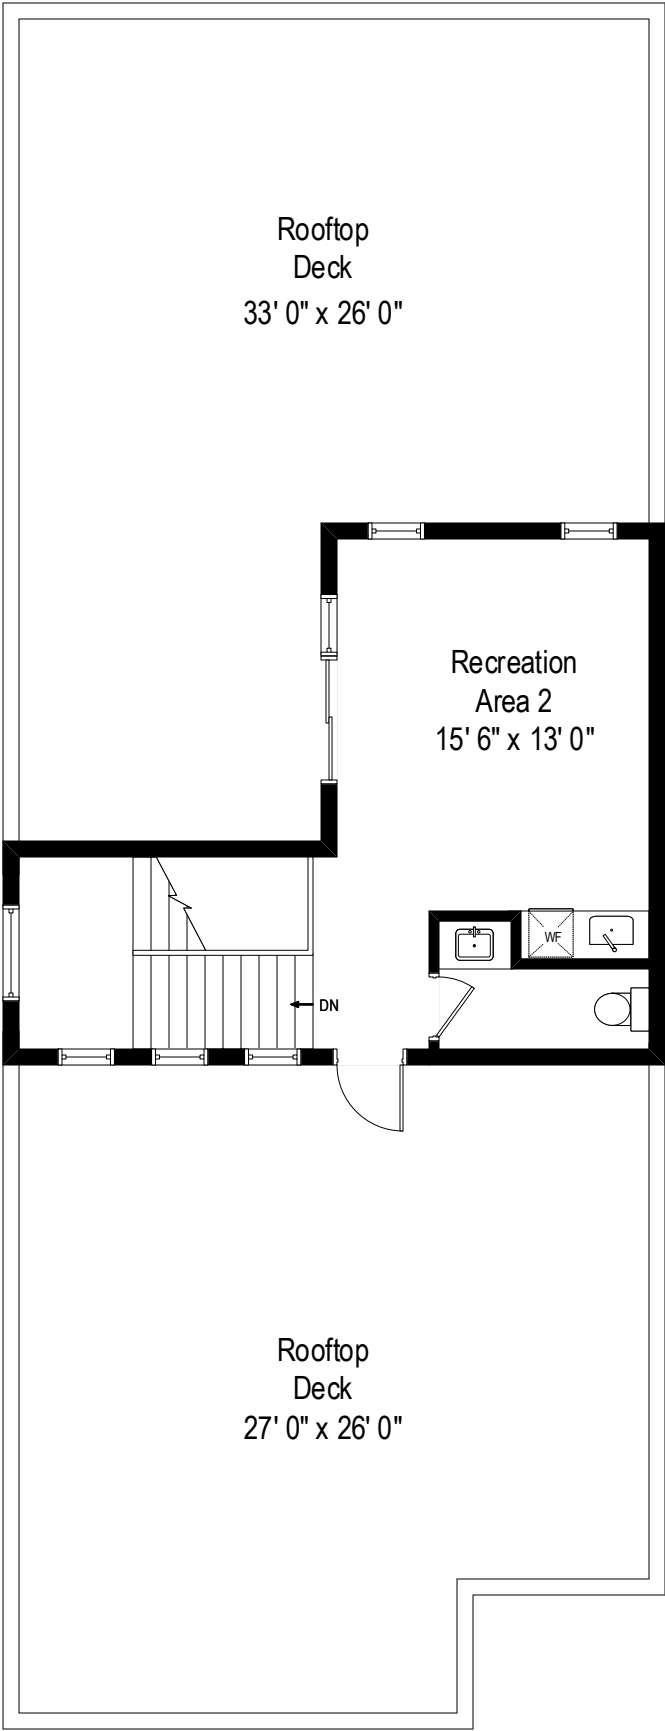 Rooftop
Deck
33' 0" x 26' 0"
Recreation
Area 2
15' 6" x 13' 0"
WF
DN
Rooftop
Deck
27' 0" x 26' 0"